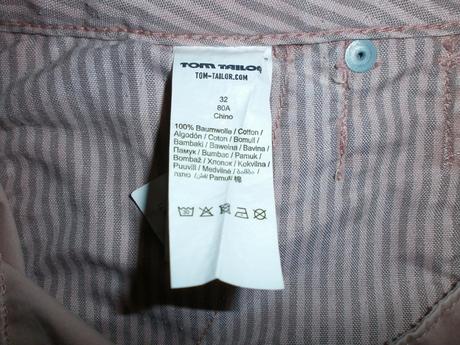 TOM TAILOR
TOM-TAILOR.COM
32
80A
Chino
100% Baumwolle / Cotton /
Algodón / Coton / Bomull /
Bambaki / Bawełna / Bavlna /
Памук / Bumbac / Pamuk /
Bombaž / Хлопок / Kokvilna /
Puuvill / Medvilnė /
Pamuk